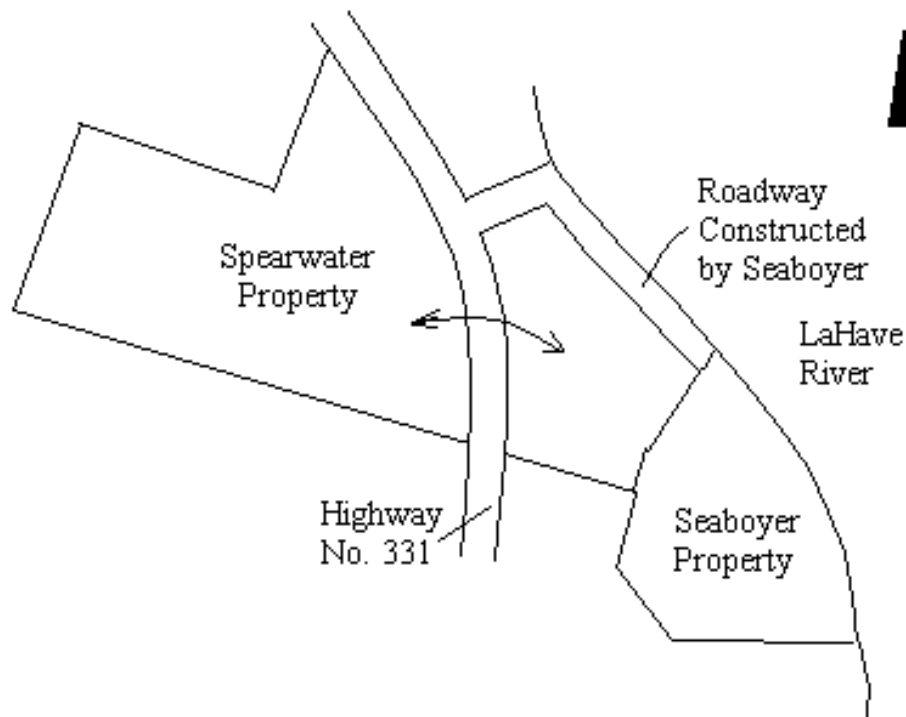 Roadway
Constructed
by Seaboyer
Spearwater
Property
LaHave
River
Highway
No. 331
Seaboyer
Property